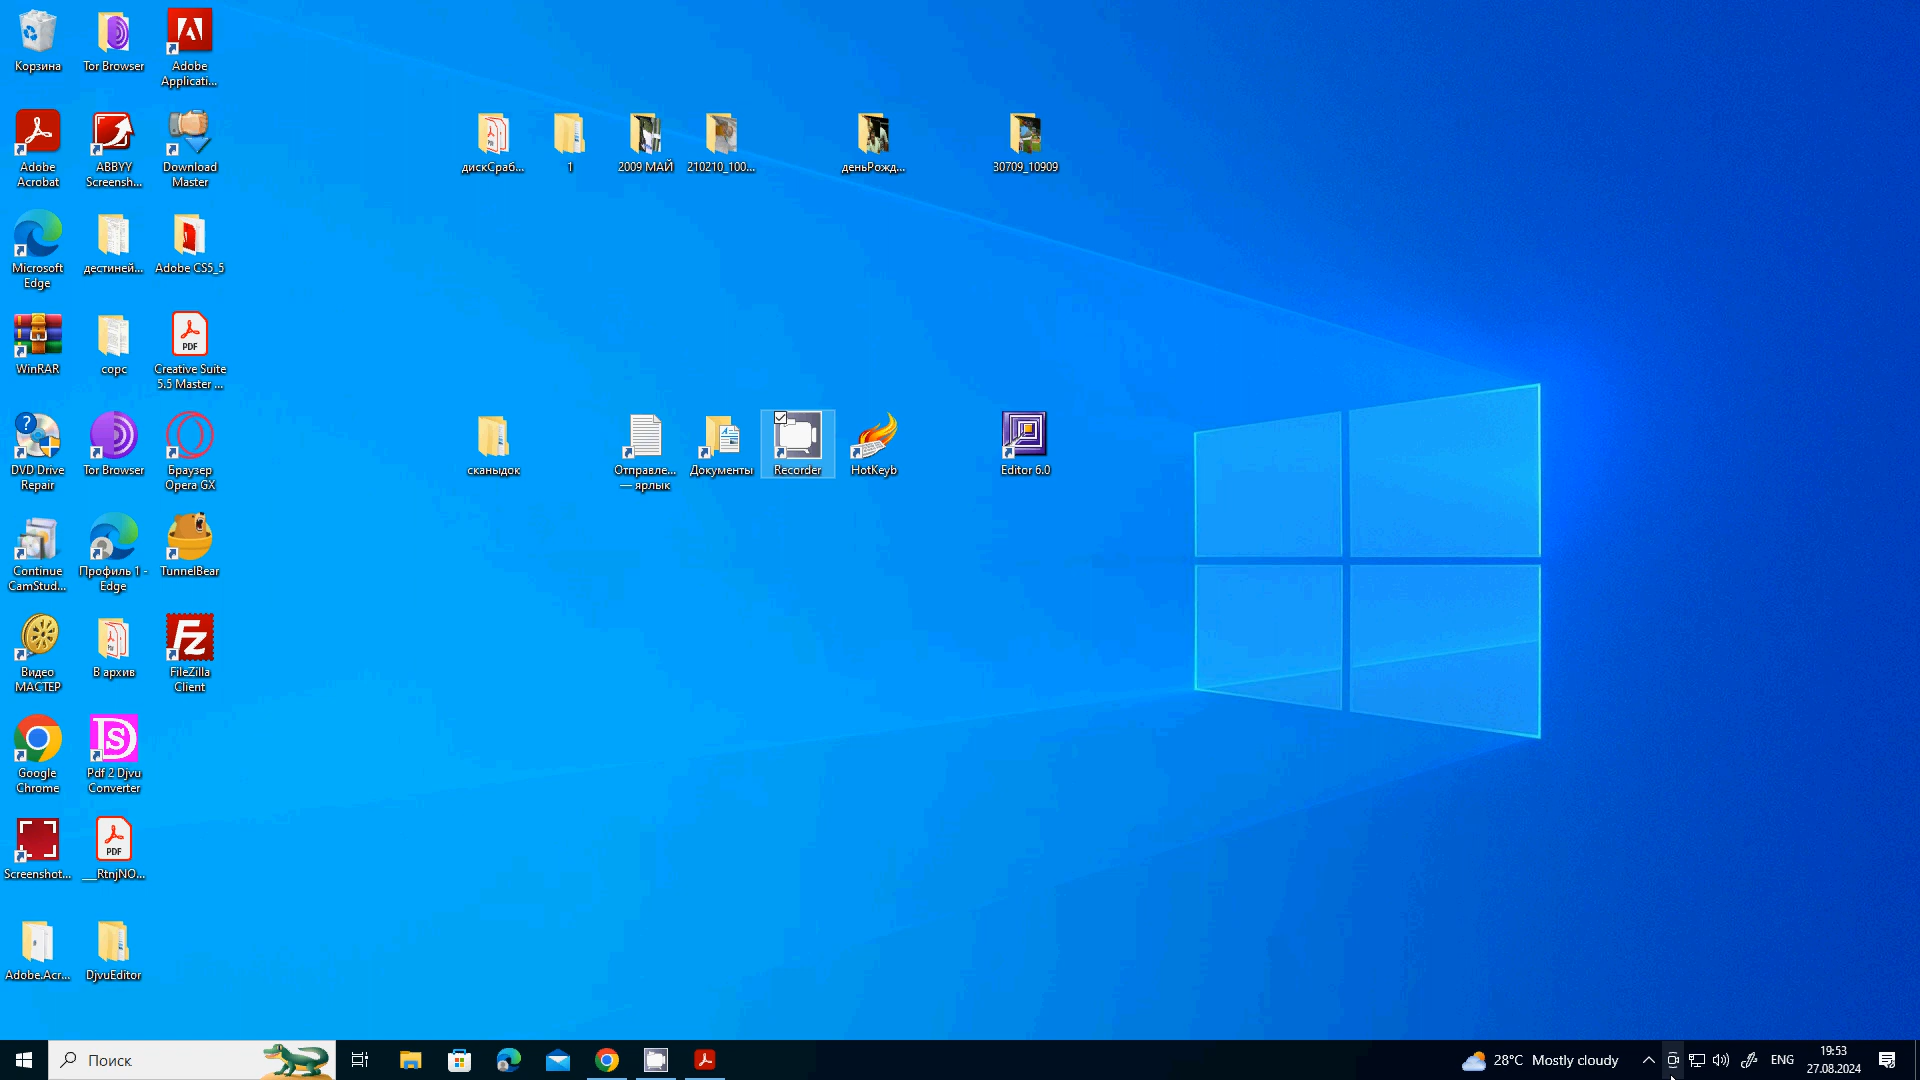 Корзина
Tor Browser
Adobe
Applicati...
Adobe
Acrobat
ABBYY
Screensh...
Download
Master
дискСраб...
1
2009 МАЙ
210210_100...
деньРожд...
30709_10909
Microsoft
Edge
дестиней...
Adobe CS5_5
WinRAR
сорс
PDF
Creative Suite
5.5 Master ...
DVD Drive
Repair
Tor Browser
Браузер
Opera GX
сканыдок
Отправле...
— ярлык
Документы
Recorder
HotKeyb
Editor 6.0
Continue
CamStud...
Профиль 1 -
Edge
TunnelBear
Видео
МАСТЕР
В архив
FileZilla
Client
Google
Chrome
Pdf 2 Djvu
Converter
Screenshot...
PDF
___RtnjNO...
Adobe.Acr...
DjvuEditor
Поиск
28°C Mostly cloudy
ENG
19:53
27.08.2024